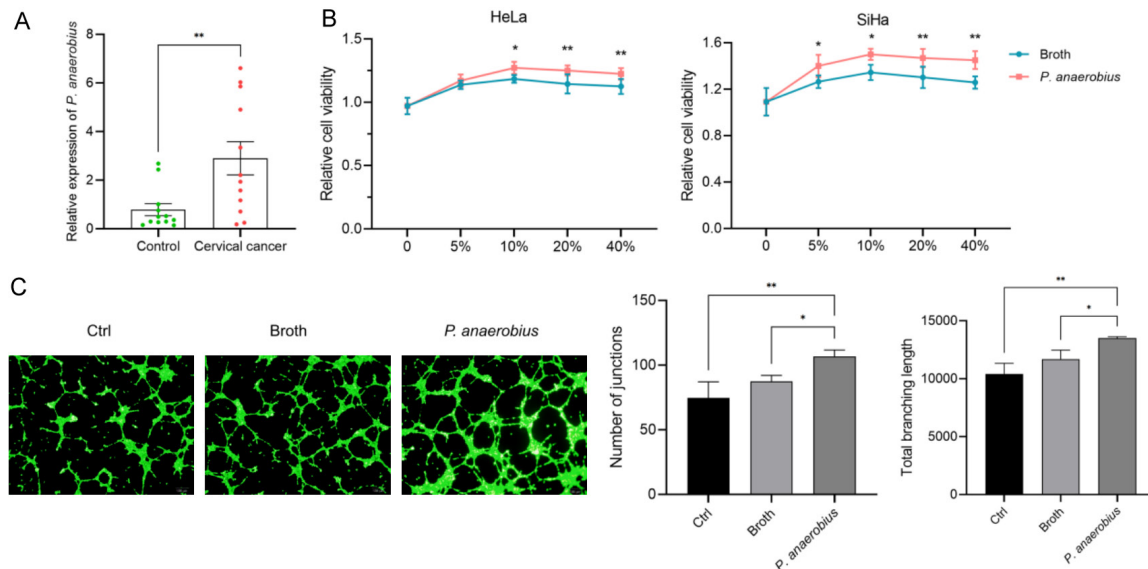 A
Relative expression of P. anaerobius
8
6
4
2
0
**
Control
Cervical cancer
B
HeLa
Relative cell viability
1.5
1.0
0.5
0.0
*
**
**
0
5%
10%
20%
40%
SiHa
Relative cell viability
1.6
1.2
0.8
0.4
0.0
*
*
**
**
0
5%
10%
20%
40%
Broth
P. anaerobius
C
Ctrl
Broth
P. anaerobius
Number of junctions
150
100
50
0
**
*
Ctrl
Broth
P. anaerobius
Total branching length
15000
10000
5000
0
**
*
Ctrl
Broth
P. anaerobius